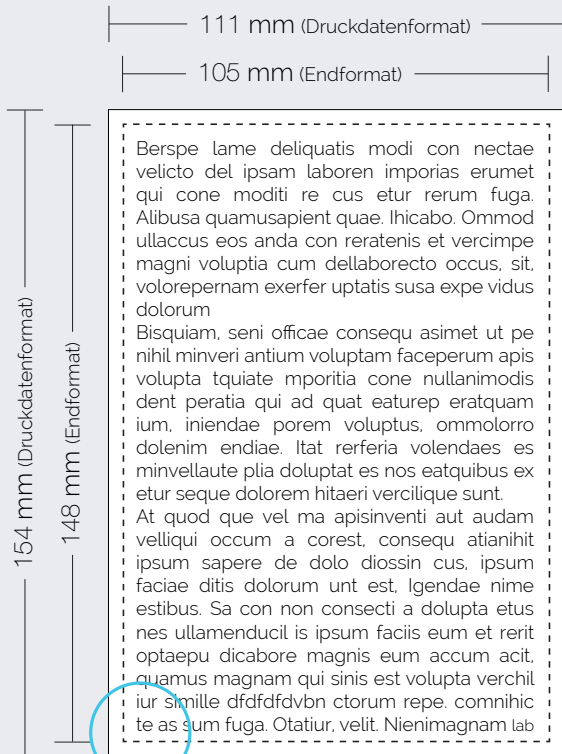 111 mm (Druckdatenformat)
105 mm (Endformat)
154 mm (Druckdatenformat)
148 mm (Endformat)
Berspe lame deliquatis modi con nectae
velicto del ipsam laboren imporias erumet
qui cone moditi re cus etur rerum fuga.
Alibusa quamusapient quae. Ihicabo. Ommod
ullaccus eos anda con reratenis et vercimpe
magni voluptia cum dellaborecto occus, sit,
volorepernam exerfer uptatis susa expe vidus
dolorum
Bisquiam, seni officae consequ asimet ut pe
nihil minveri antium voluptam faceperum apis
volupta tquiate mporitia cone nullanimodis
dent peratia qui ad quat eaturep eratquam
ium, iniendae porem voluptus, ommolorro
dolenim endiae. Itat rerferia volendaes es
minvellaute plia doluptat es nos eatquibus ex
etur seque dolorem hitaeri vercilique sunt.
At quod que vel ma apisinventi aut audam
velliqui occum a corest, consequ atianihit
ipsum sapere de dolo diossin cus, ipsum
faciae ditis dolorum unt est, Igendae nime
estibus. Sa con non consecti a dolupta etus
nes ullamenducil is ipsum faciis eum et rerit
optaepu dicabore magnis eum accum acit,
quamus magnam qui sinis est volupta verchil
iur simille dfdfdfdvbn ctorum repe. comnihic
te as sum fuga. Otatiur, velit. Nienimagnam lab